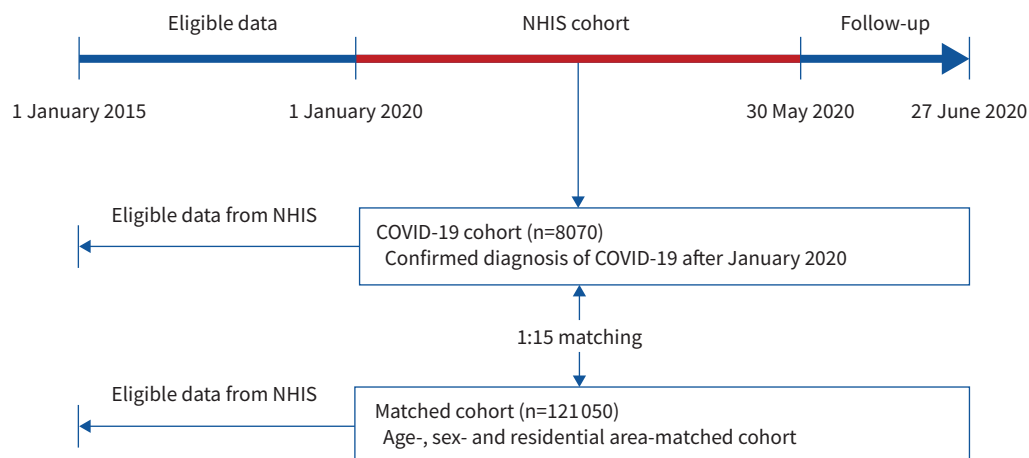 Eligible data
NHIS cohort
Follow-up
1 January 2015
1 January 2020
30 May 2020
27 June 2020
Eligible data from NHIS
COVID-19 cohort (n=8070)
Confirmed diagnosis of COVID-19 after January 2020
1:15 matching
Eligible data from NHIS
Matched cohort (n=121 050)
Age-, sex- and residential area-matched cohort